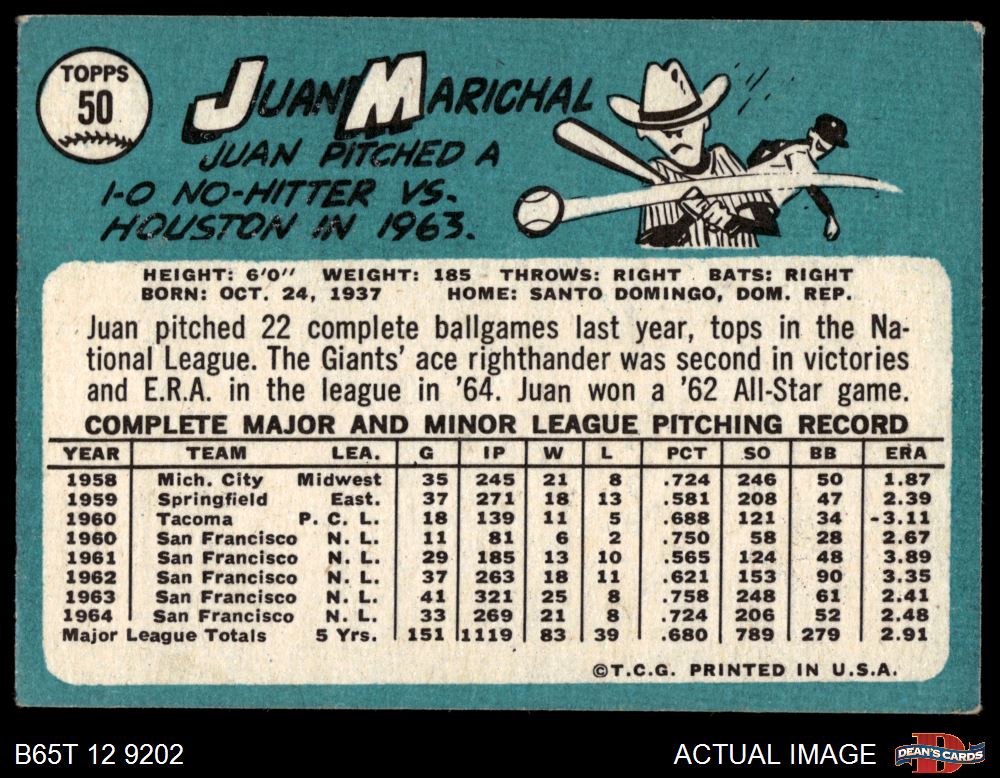 TOPPS
50
JUAN MARICHAL
JUAN PITCHED A
1-0 NO-HITTER VS.
HOUSTON IN 1963.
HEIGHT: 6'0" WEIGHT: 185 THROWS: RIGHT BATS: RIGHT
BORN: OCT. 24, 1937 HOME: SANTO DOMINGO, DOM. REP.
Juan pitched 22 complete ballgames last year, tops in the Na-
tional League. The Giants' ace righthander was second in victories
and E.R.A. in the league in '64. Juan won a '62 All-Star game.
COMPLETE MAJOR AND MINOR LEAGUE PITCHING RECORD
YEAR TEAM LEA. G IP W L PCT SO BB ERA
1958 Mich. City Midwest 35 245 21 8 .724 246 50 1.87
1959 Springfield East. 37 271 18 13 .581 208 47 2.39
1960 Tacoma P. C. L. 18 139 11 5 .688 121 34 -3.11
1960 San Francisco N. L. 11 81 6 2 .750 58 28 2.67
1961 San Francisco N. L. 29 185 13 10 .565 124 48 3.89
1962 San Francisco N. L. 37 263 18 11 .621 153 90 3.35
1963 San Francisco N. L. 41 321 25 8 .758 248 61 2.41
1964 San Francisco N. L. 33 269 21 8 .724 206 52 2.48
Major League Totals 5 Yrs. 151 1119 83 39 .680 789 279 2.91
©T.C.G. PRINTED IN U.S.A.
B65T 12 9202 ACTUAL IMAGE DEAN'S CARDS